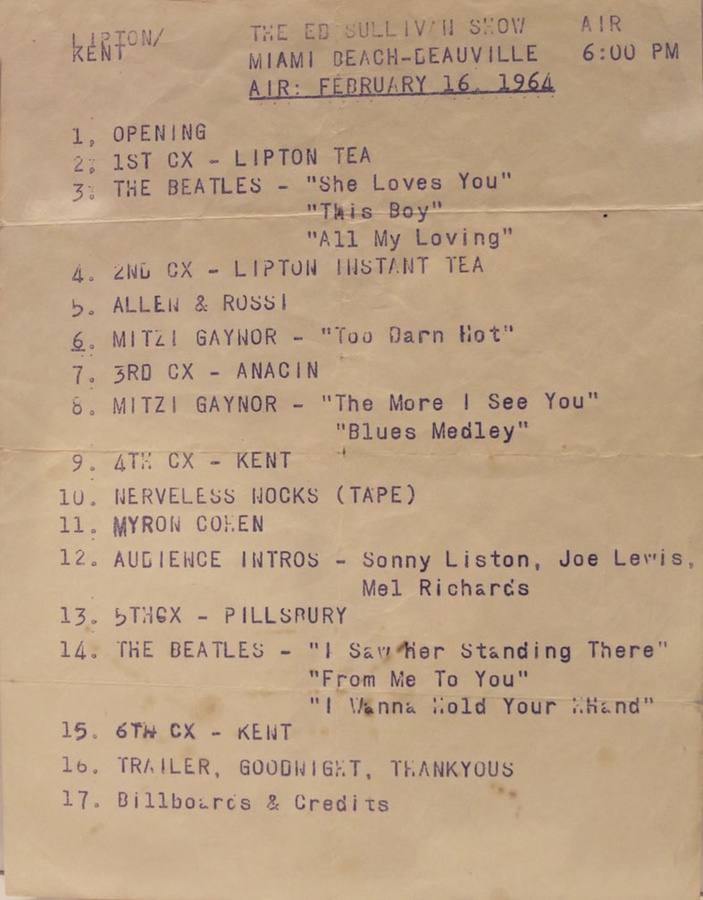 LIPTON/
KENT
THE ED SULLIVAN SHOW
MIAMI BEACH-DEAUVILLE
AIR: FEBRUARY 16, 1964
AIR
6:00 PM
1, OPENING
2; 1ST CX - LIPTON TEA
3: THE BEATLES - "She Loves You"
"This Boy"
"All My Loving"
4. 2ND CX - LIPTON INSTANT TEA
5. ALLEN & ROSSI
6. MITZI GAYNOR - "Too Darn Hot"
7. 3RD CX - ANACIN
8. MITZI GAYNOR - "The More I See You"
"Blues Medley"
9. 4TH CX - KENT
10. NERVELESS NOCKS (TAPE)
11. MYRON COHEN
12. AUDIENCE INTROS - Sonny Liston, Joe Lewis,
Mel Richards
13. 5THCX - PILLSBURY
14. THE BEATLES - "I Saw Her Standing There"
"From Me To You"
"I Wanna Hold Your HHand"
15. 6TH CX - KENT
16. TRAILER, GOODNIGHT, THANKYOUS
17. Billboards & Credits